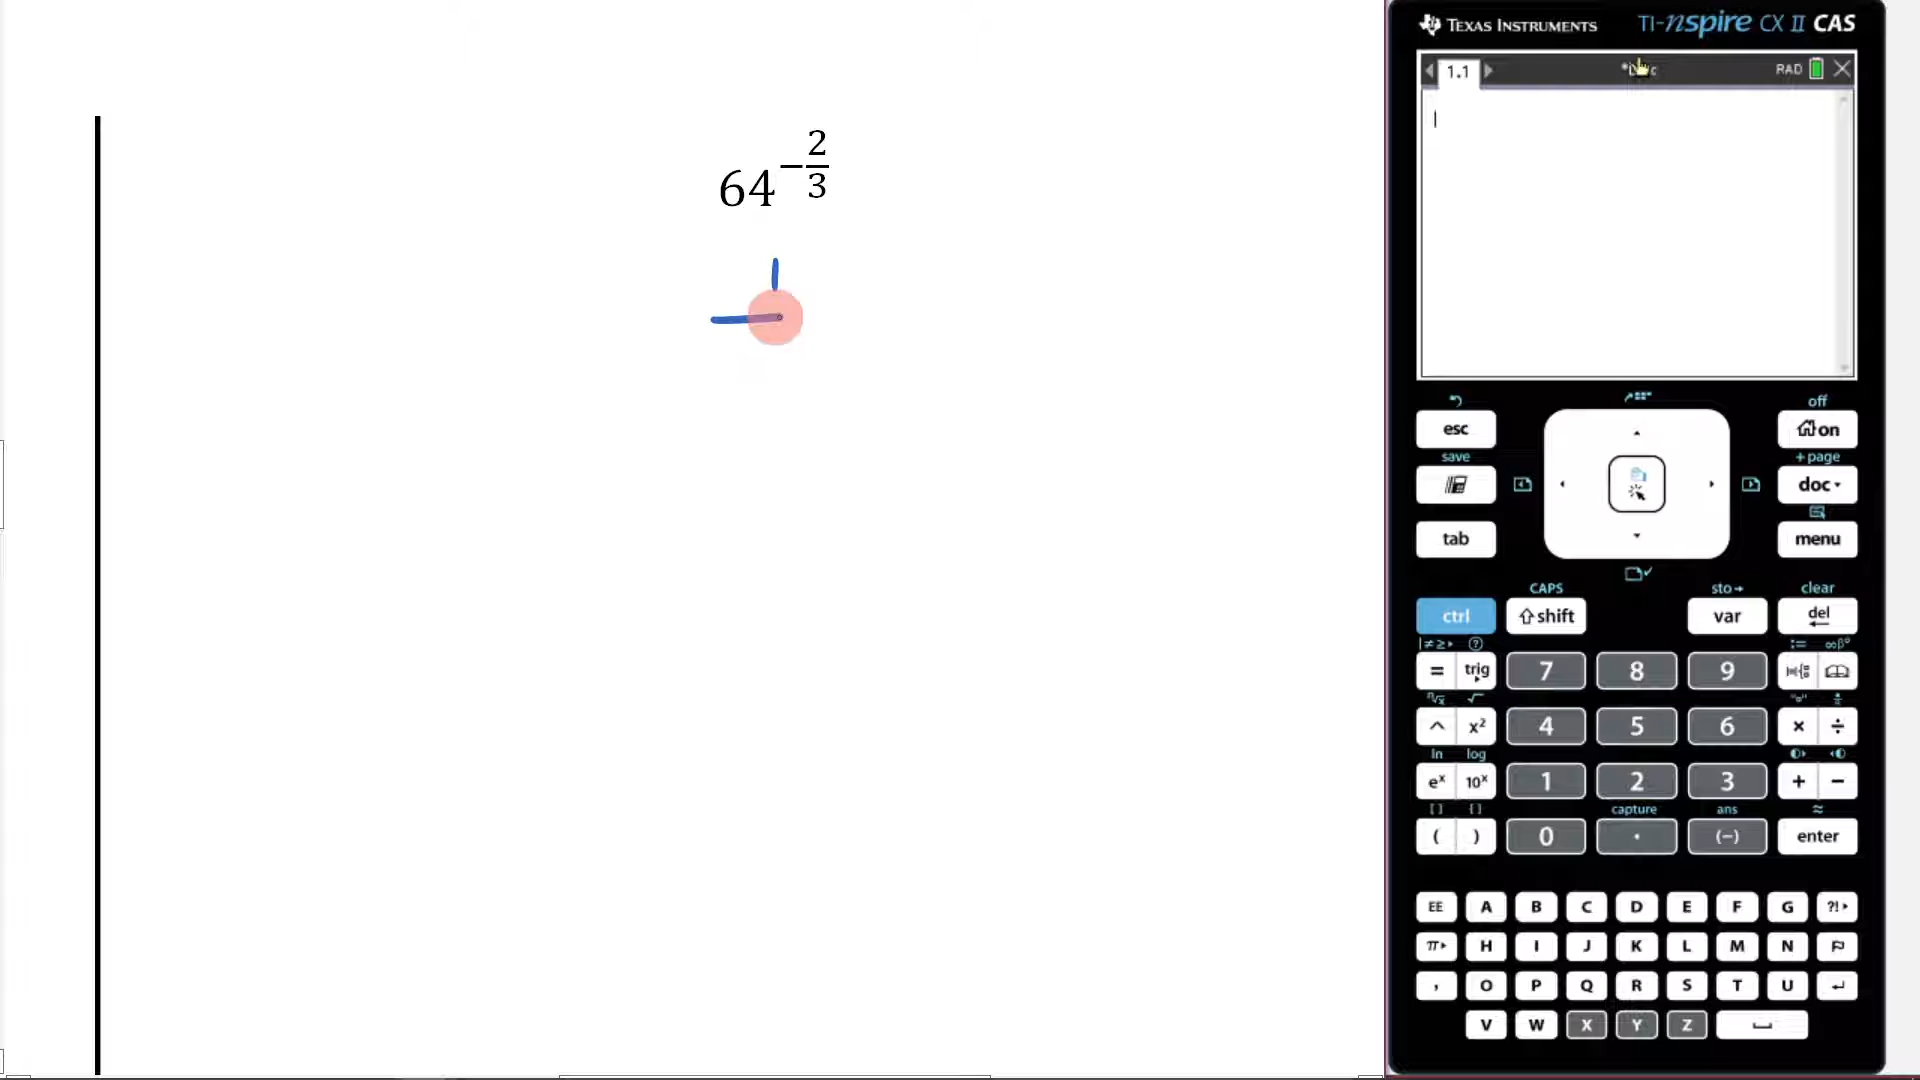 TEXAS INSTRUMENTS TI-nspire CX II CAS
1.1 RAD
64^{-\frac{2}{3}}
1
off
esc on
save + page
doc
tab menu
CAPS sto→ clear
ctrl ⇧shift var del
|≠≥▸ ? := ∞β°
= trig 7 8 9
ⁿ√x √
^ x² 4 5 6 × ÷
ln log
eˣ 10ˣ 1 2 3 + −
[ ] { } capture ans ≈
( ) 0 . (−) enter
EE A B C D E F G ?!▸
π▸ H I J K L M N
, O P Q R S T U ↵
V W X Y Z